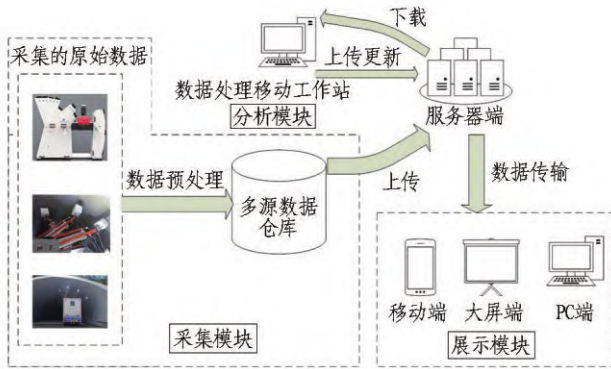 下载
采集的原始数据
上传更新
数据处理移动工作站
分析模块
服务器端
数据预处理
多源数据
仓库
上传
数据传输
移动端
大屏端
PC端
采集模块
展示模块